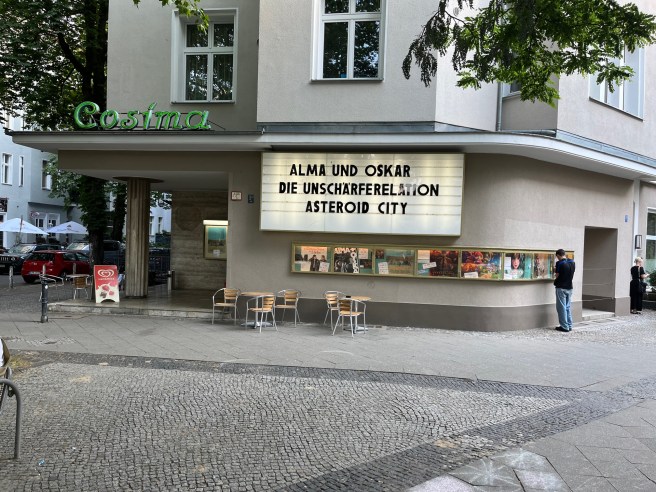 Cosima
ALMA UND OSKAR
DIE UNSCHÄRFERELATION
ASTEROID CITY